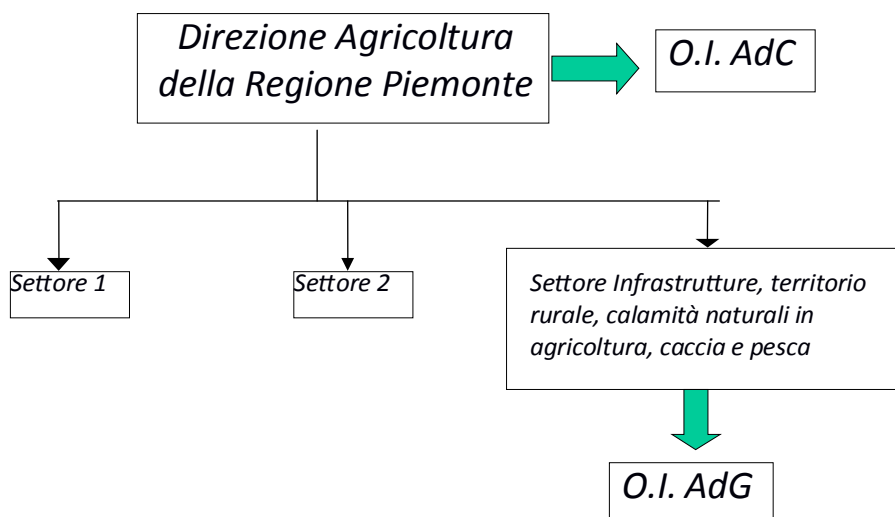 Direzione Agricoltura
della Regione Piemonte
O.I. AdC
Settore 1
Settore 2
Settore Infrastrutture, territorio
rurale, calamità naturali in
agricoltura, caccia e pesca
O.I. AdG